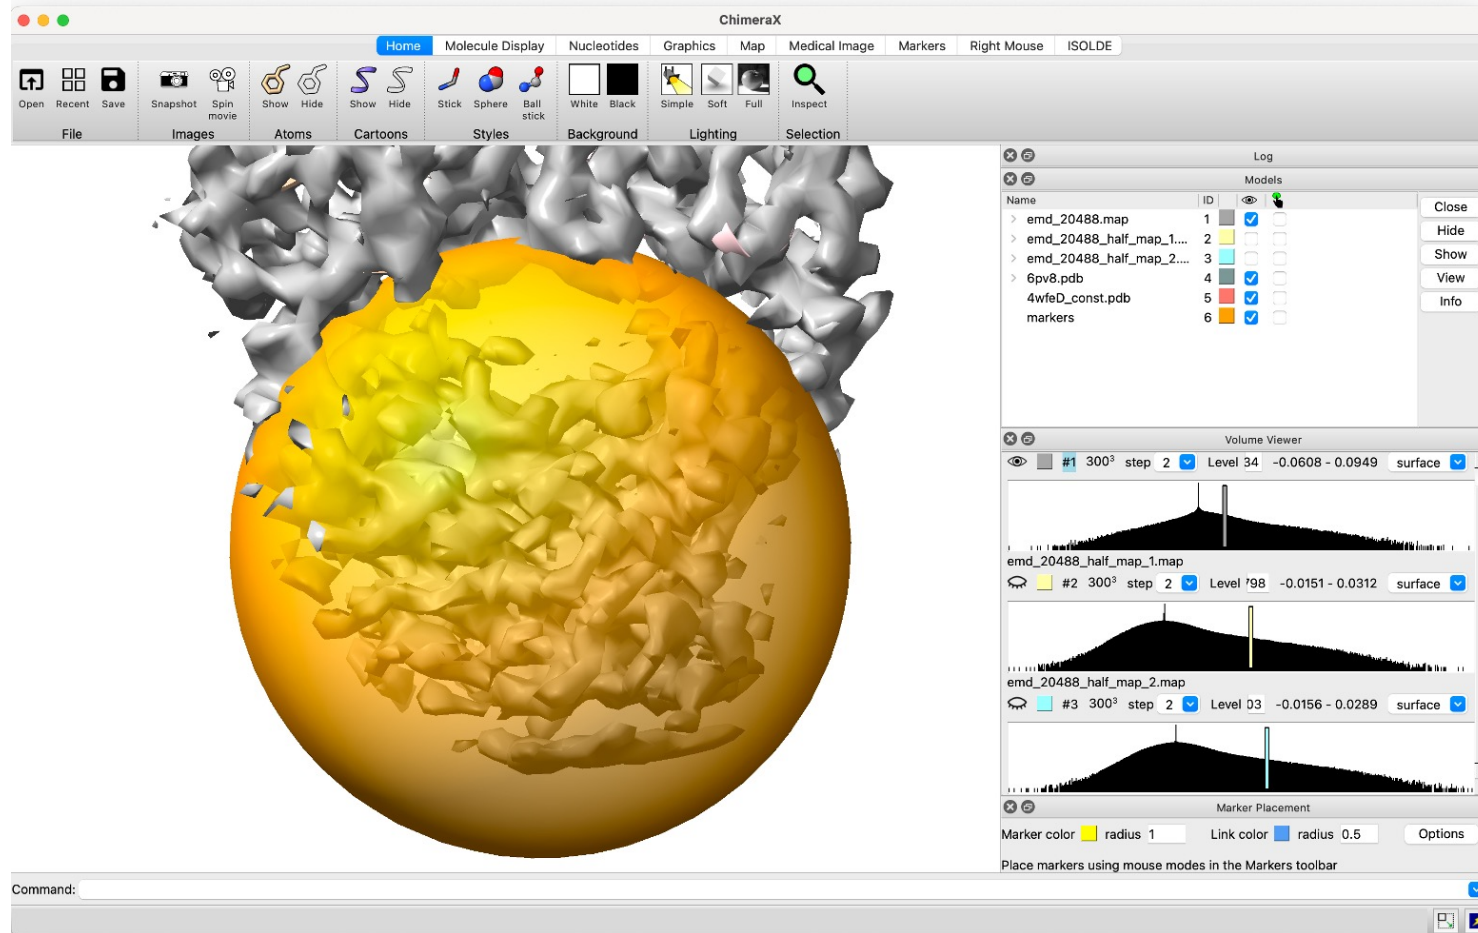 ChimeraX
Home Molecule Display Nucleotides Graphics Map Medical Image Markers Right Mouse ISOLDE
Open Recent Save Snapshot Spin movie Show Hide Show Hide Stick Sphere Ball stick White Black Simple Soft Full Inspect
File Images Atoms Cartoons Styles Background Lighting Selection
Log
Models
Name ID
emd_20488.map 1
emd_20488_half_map_1.... 2
emd_20488_half_map_2.... 3
6pv8.pdb 4
4wfeD_const.pdb 5
markers 6
Close
Hide
Show
View
Info
Volume Viewer
#1 300³ step 2 Level 34 -0.0608 - 0.0949 surface
emd_20488_half_map_1.map
#2 300³ step 2 Level 798 -0.0151 - 0.0312 surface
emd_20488_half_map_2.map
#3 300³ step 2 Level 03 -0.0156 - 0.0289 surface
Marker Placement
Marker color radius 1 Link color radius 0.5 Options
Place markers using mouse modes in the Markers toolbar
Command: